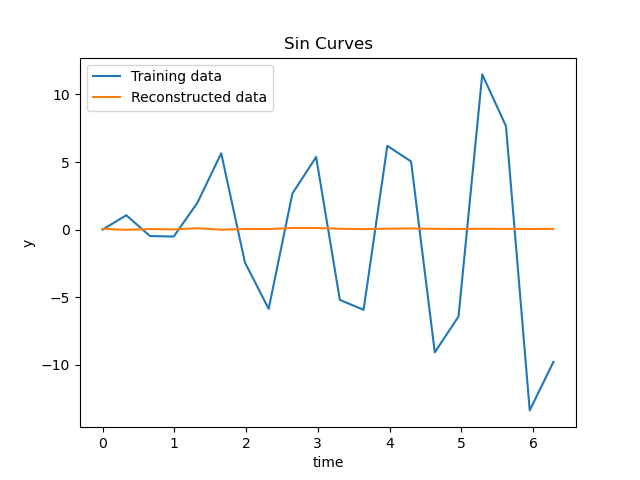 Sin Curves
Training data
Reconstructed data
10
5
0
−5
−10
y
0 1 2 3 4 5 6
time